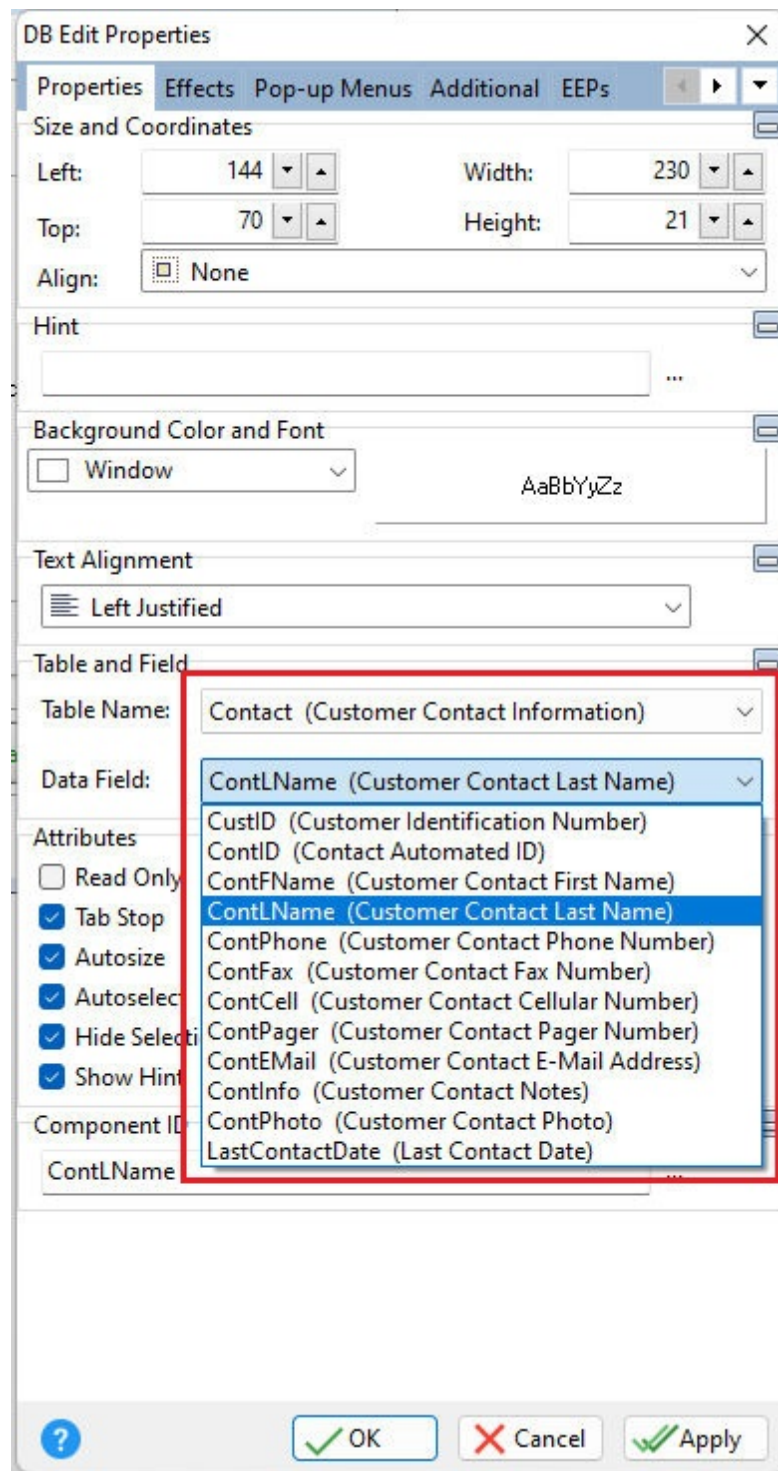 DB Edit Properties
Properties Effects Pop-up Menus Additional EEPs
Size and Coordinates
Left: 144 Width: 230
Top: 70 Height: 21
Align: None
Hint
...
Background Color and Font
Window AaBbYyZz
Text Alignment
Left Justified
Table and Field
Table Name: Contact (Customer Contact Information)
Data Field: ContLName (Customer Contact Last Name)
CustID (Customer Identification Number)
Attributes
ContID (Contact Automated ID)
Read Only ContFName (Customer Contact First Name)
Tab Stop ContLName (Customer Contact Last Name)
ContPhone (Customer Contact Phone Number)
Autosize ContFax (Customer Contact Fax Number)
Autoselect ContCell (Customer Contact Cellular Number)
Hide Selecti ContPager (Customer Contact Pager Number)
ContEMail (Customer Contact E-Mail Address)
Show Hint ContInfo (Customer Contact Notes)
Component ID ContPhoto (Customer Contact Photo)
LastContactDate (Last Contact Date)
ContLName ...
? OK Cancel Apply